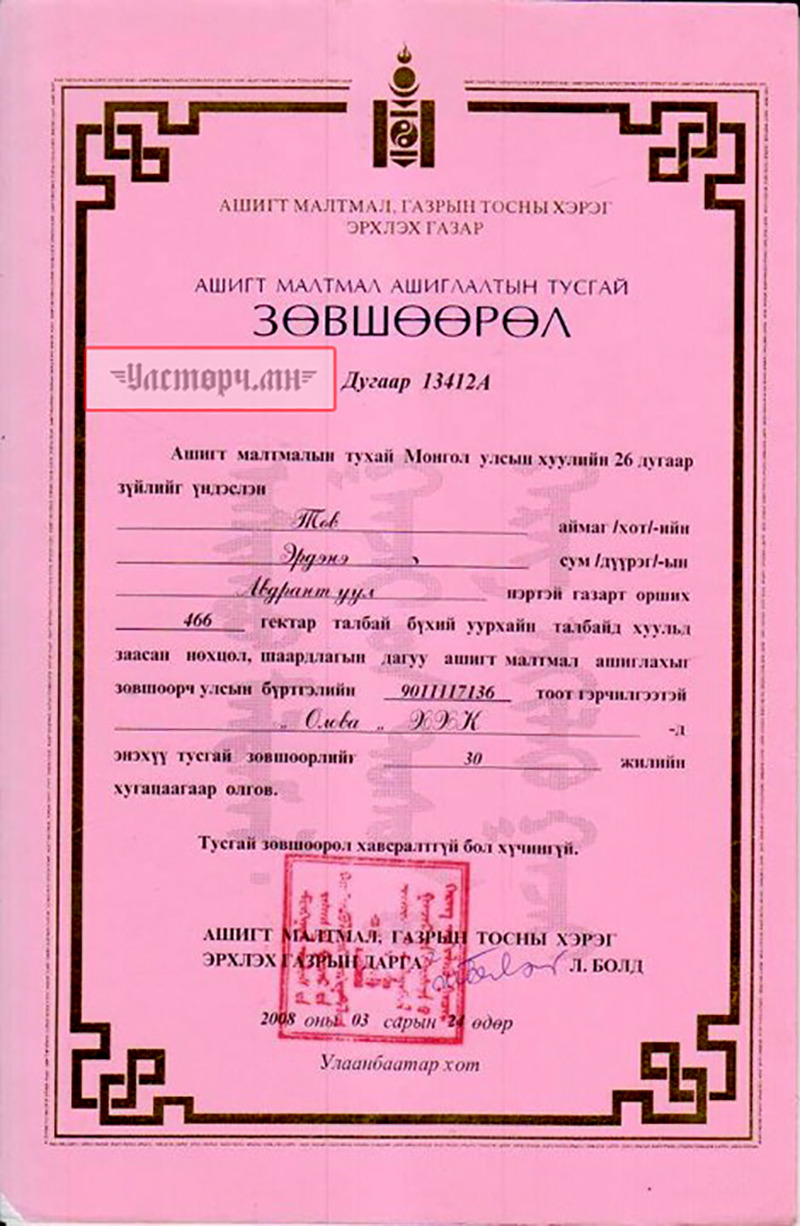 АШИГТ МАЛТМАЛ, ГАЗРЫН ТОСНЫ ХЭРЭГ
ЭРХЛЭХ ГАЗАР
АШИГТ МАЛТМАЛ АШИГЛАЛТЫН ТУСГАЙ
ЗӨВШӨӨРӨЛ
Улсторч.мн Дугаар 13412А
Ашигт малтмалын тухай Монгол улсын хуулийн 26 дугаар
зүйлийг үндэслэн
Төв аймаг /хот/-ийн
Эрдэнэ сум /дүүрэг/-ын
Авдрант уул нэртэй газарт орших
466 гектар талбай бүхий уурхайн талбайд хуульд
заасан нөхцөл, шаардлагын дагуу ашигт малтмал ашиглахыг
зөвшөөрч улсын бүртгэлийн 9011117136 тоот гэрчилгээтэй
„ Олова „ ХХК -д
энэхүү тусгай зөвшөөрлийг 30 жилийн
хугацаагаар олгов.
Тусгай зөвшөөрөл хавсралтгүй бол хүчингүй.
АШИГТ МАЛТМАЛ, ГАЗРЫН ТОСНЫ ХЭРЭГ
ЭРХЛЭХ ГАЗРЫН ДАРГА Л. БОЛД
2008 оны 03 сарын 24 өдөр
Улаанбаатар хот